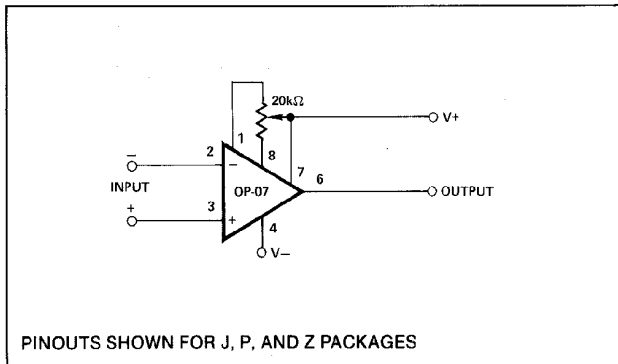 20kΩ
V+
1
2
−
8
7
6
−
INPUT
OP-07
OUTPUT
+
3
+
4
V−
PINOUTS SHOWN FOR J, P, AND Z PACKAGES